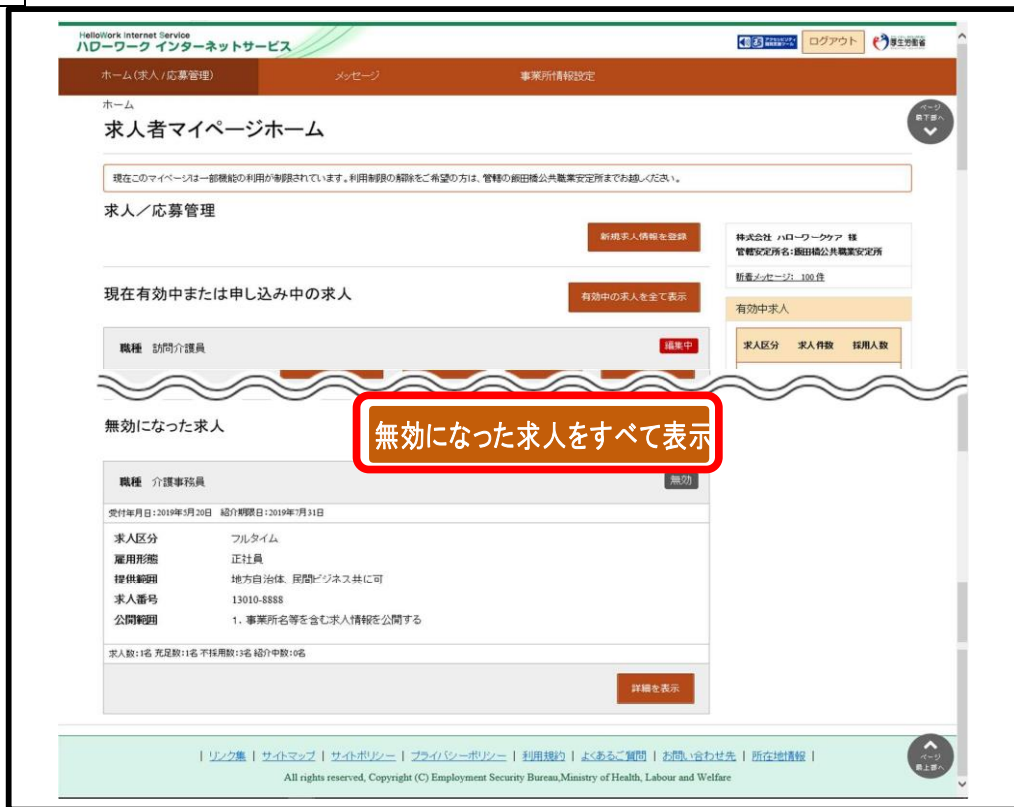 HelloWork Internet Service
ハローワーク インターネットサービス
ログアウト
厚生労働省
ホーム(求人/応募管理)
メッセージ
事業所情報設定
ホーム
求人者マイページホーム
ページ
最下部へ
現在このマイページは一部機能の利用が制限されています。利用制限の解除をご希望の方は、管轄の飯田橋公共職業安定所までお越しください。
求人／応募管理
新規求人情報を登録
株式会社 ハローワークケア 様
管轄安定所名：飯田橋公共職業安定所
新着メッセージ： 100 件
現在有効中または申し込み中の求人
有効中の求人を全て表示
有効中求人
職種 訪問介護員
編集中
求人区分 求人件数 採用人数
無効になった求人
無効になった求人をすべて表示
職種 介護事務員
無効
受付年月日：2019年5月20日 紹介期限日：2019年7月31日
求人区分 フルタイム
雇用形態 正社員
提供範囲 地方自治体、民間ビジネス共に可
求人番号 13010-8888
公開範囲 1．事業所名等を含む求人情報を公開する
求人数：1名 充足数：1名 不採用数：3名 紹介中数：0名
詳細を表示
| リンク集 | サイトマップ | サイトポリシー | プライバシーポリシー | 利用規約 | よくあるご質問 | お問い合わせ先 | 所在地情報 |
All rights reserved, Copyright (C) Employment Security Bureau,Ministry of Health, Labour and Welfare
ページ
最上部へ